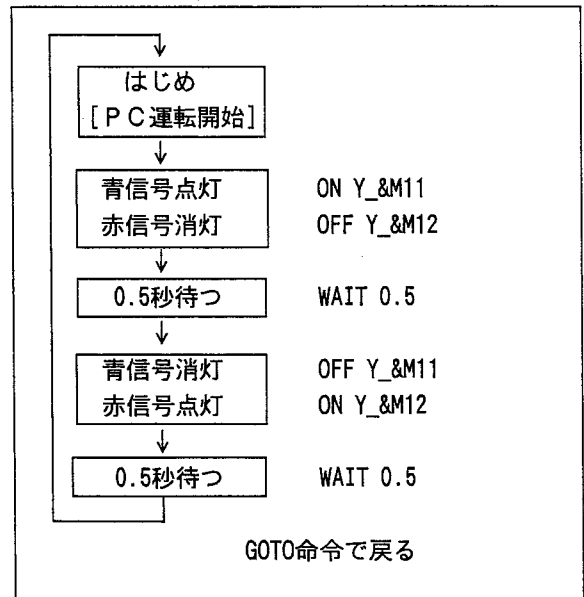 はじめ
[ＰＣ運転開始]
青信号点灯 ON Y_&M11
赤信号消灯 OFF Y_&M12
0.5秒待つ WAIT 0.5
青信号消灯 OFF Y_&M11
赤信号点灯 ON Y_&M12
0.5秒待つ WAIT 0.5
GOTO命令で戻る